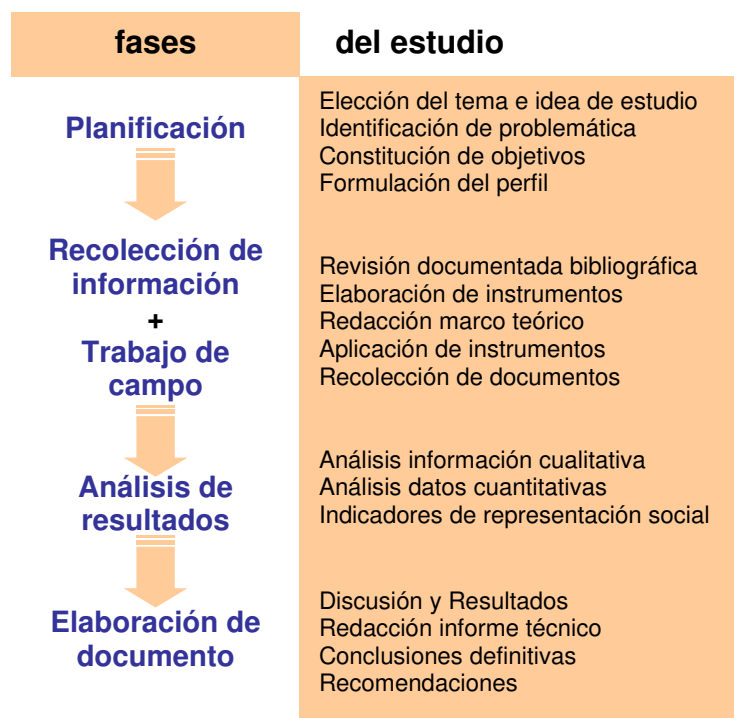 fases del estudio
Planificación
Elección del tema e idea de estudio
Identificación de problemática
Constitución de objetivos
Formulación del perfil
Recolección de
información
+
Trabajo de
campo
Revisión documentada bibliográfica
Elaboración de instrumentos
Redacción marco teórico
Aplicación de instrumentos
Recolección de documentos
Análisis de
resultados
Análisis información cualitativa
Análisis datos cuantitativas
Indicadores de representación social
Elaboración de
documento
Discusión y Resultados
Redacción informe técnico
Conclusiones definitivas
Recomendaciones